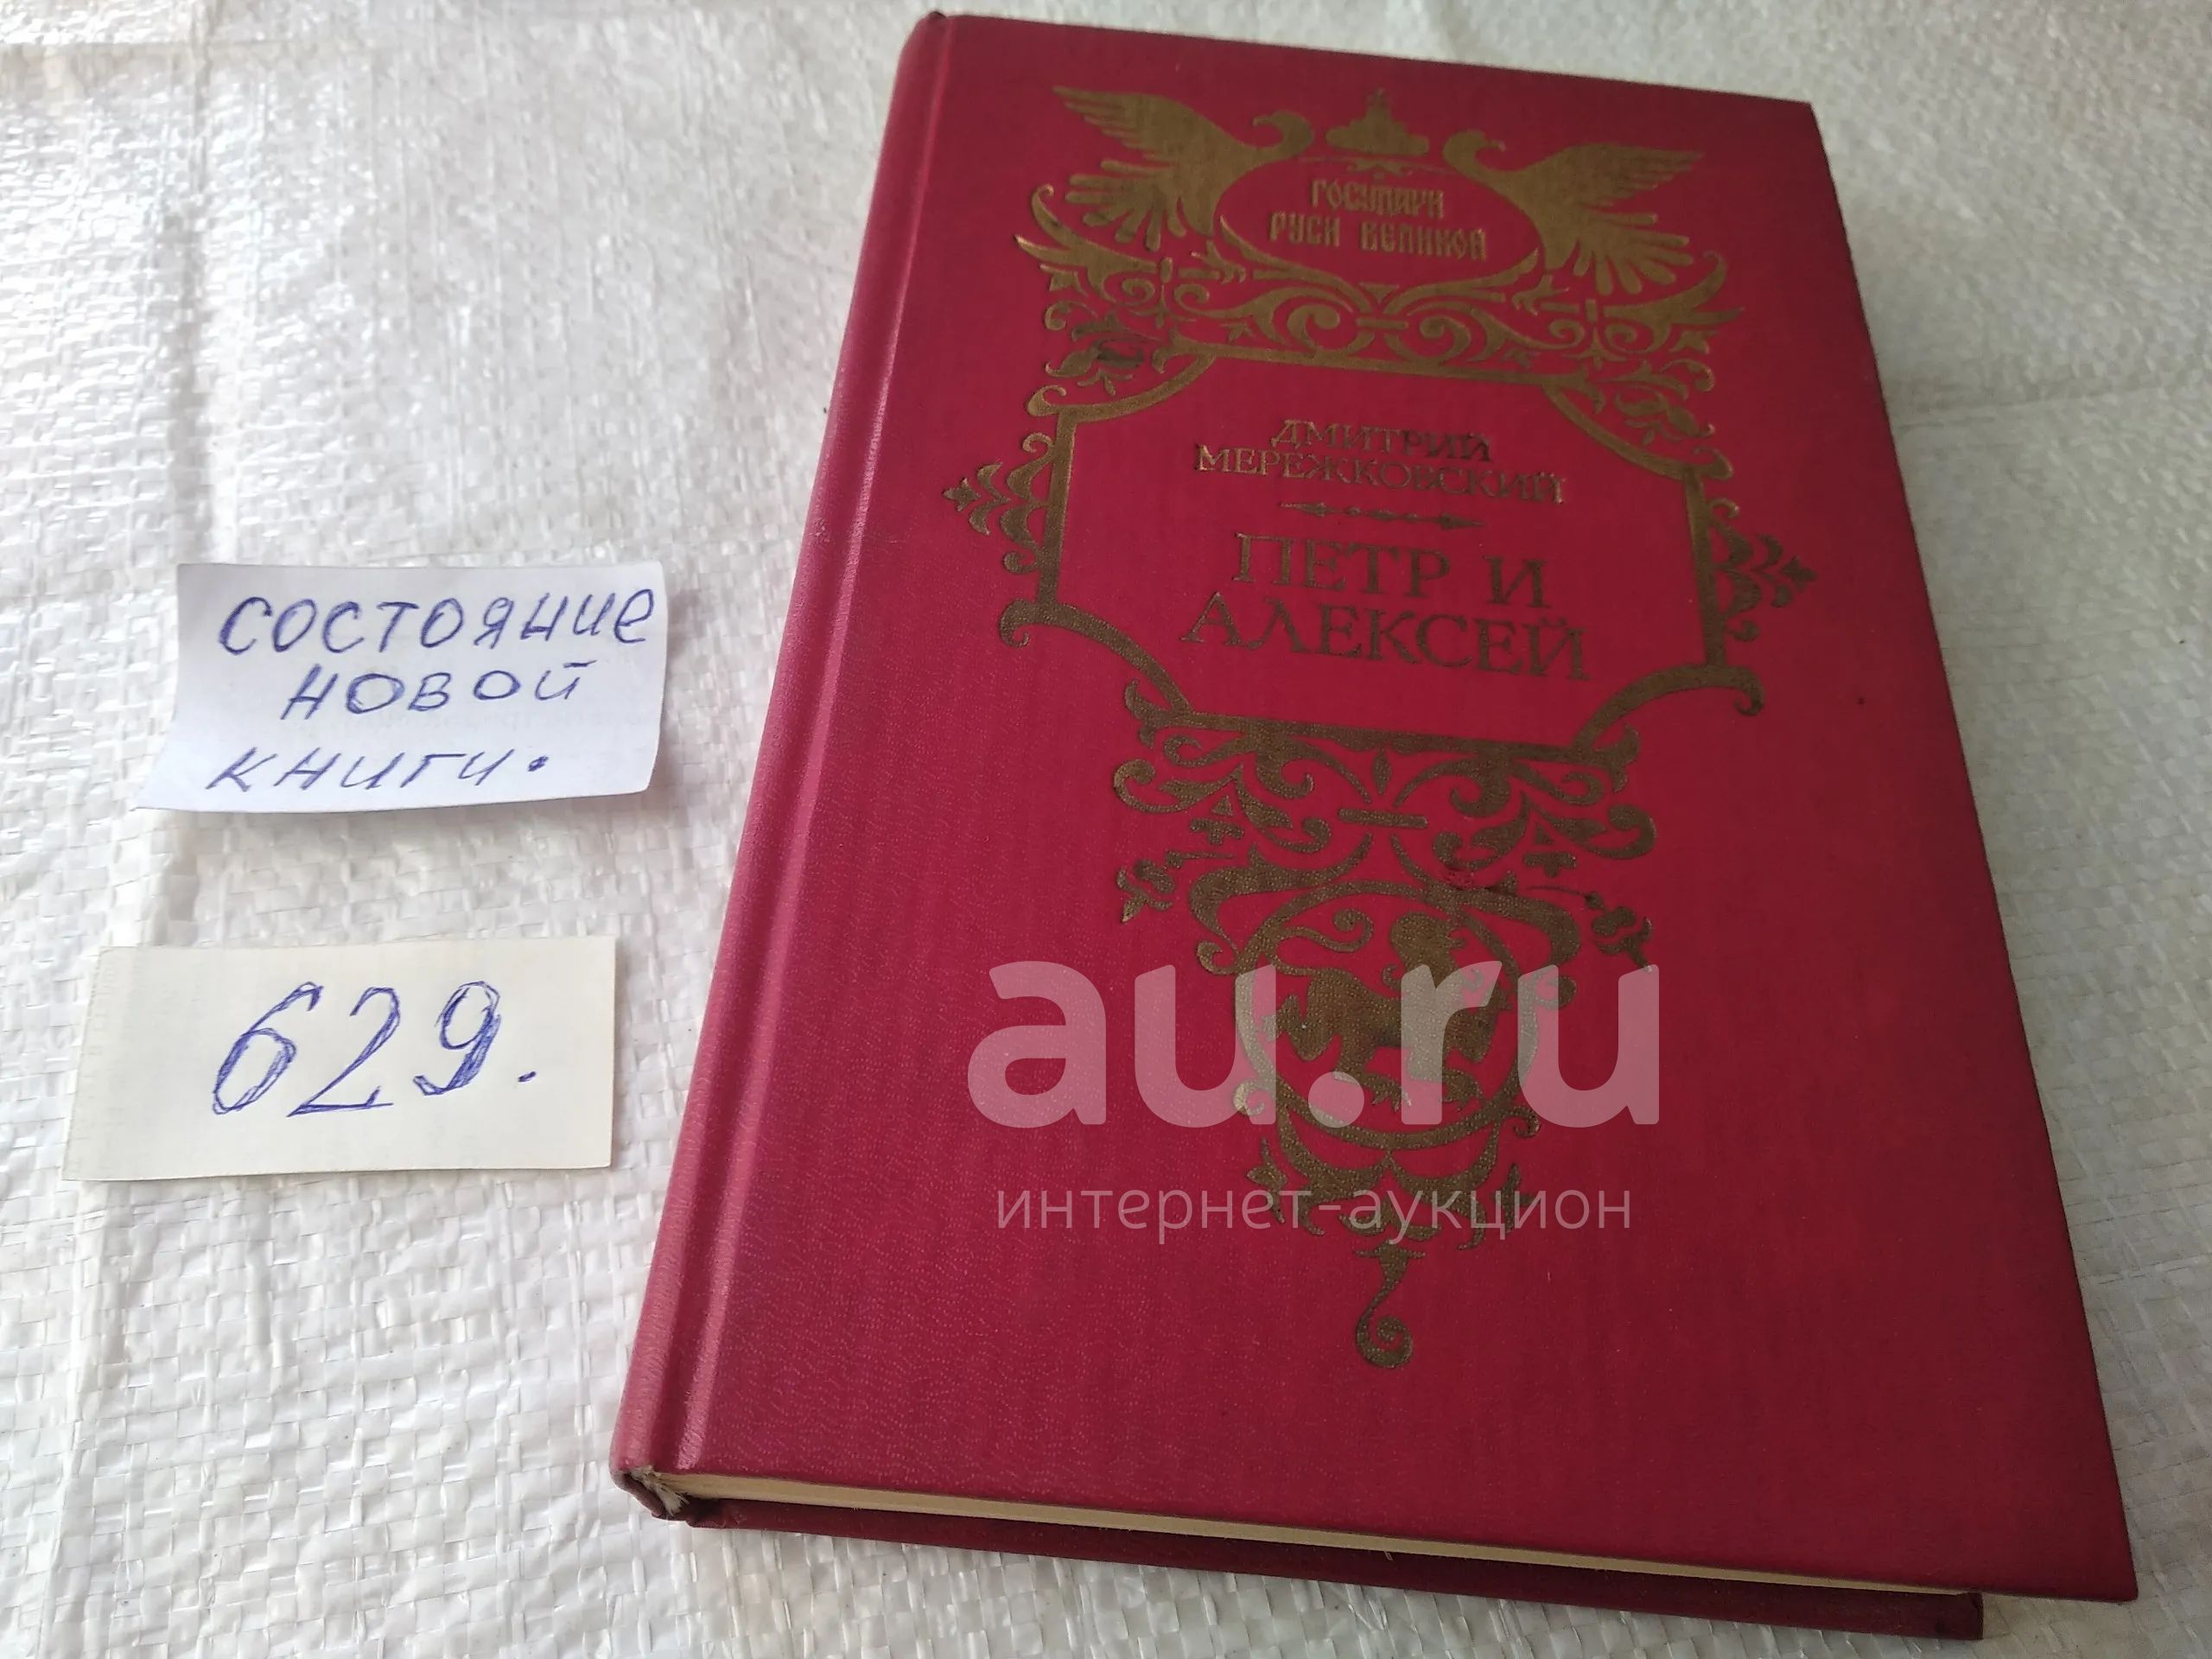 ГОСУДАРИ
РУСИ ВЕЛИКОЙ
ДМИТРИЙ
МЕРЕЖКОВСКИЙ
ПЕТР И
АЛЕКСЕЙ
СОСТОЯНИЕ
НОВОЙ
КНИГИ.
629.
au.ru
интернет-аукцион